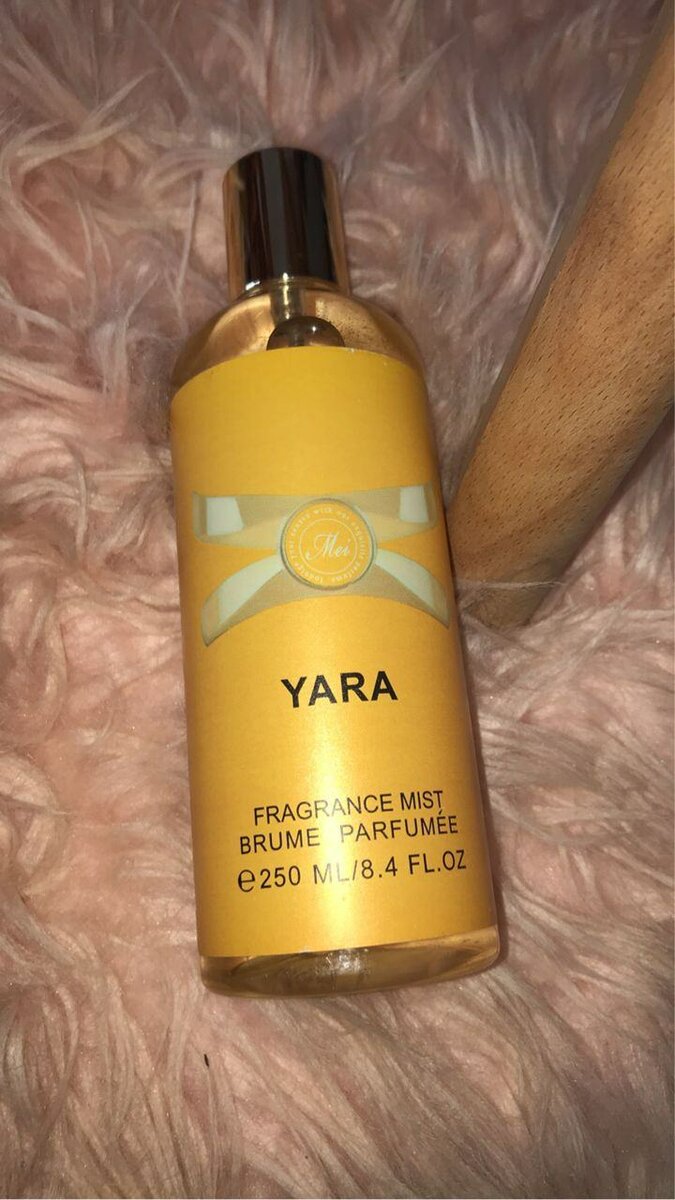 Mei
YARA
FRAGRANCE MIST
BRUME PARFUMÉE
℮250 ML/8.4 FL.OZ